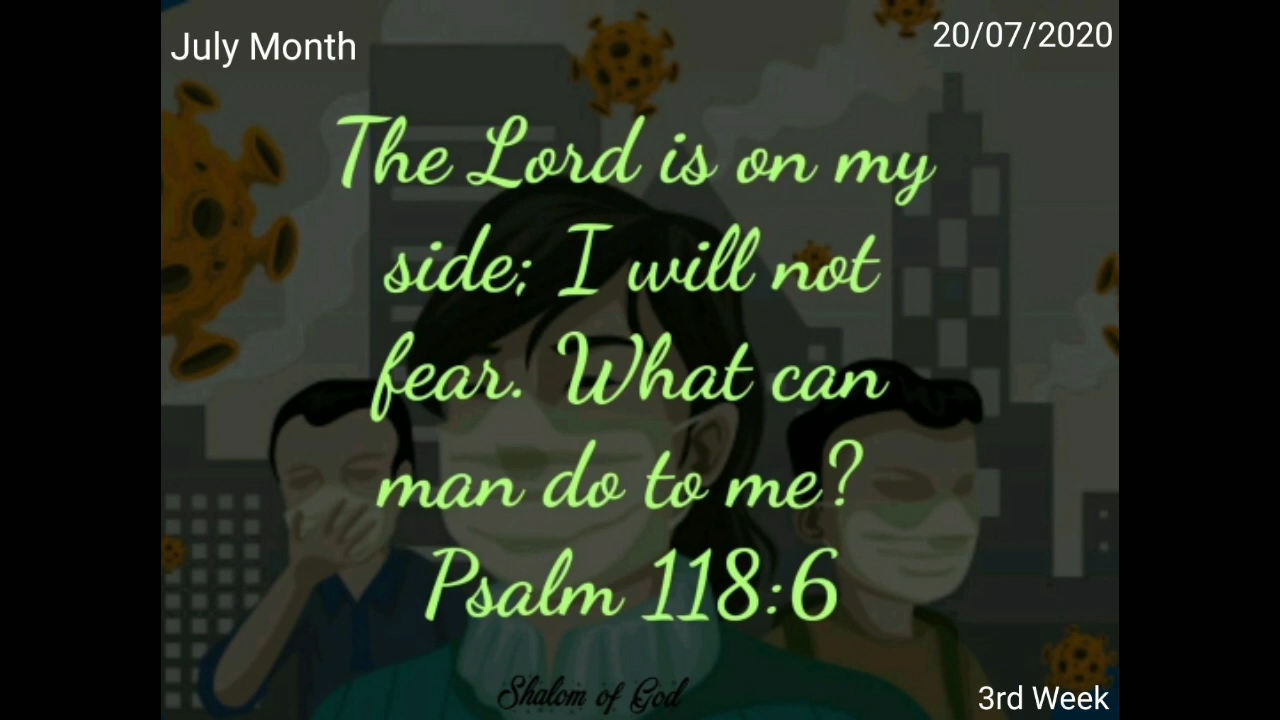 July Month
20/07/2020
The Lord is on my
side; I will not
fear. What can
man do to me?
Psalm 118:6
Shalom of God
3rd Week